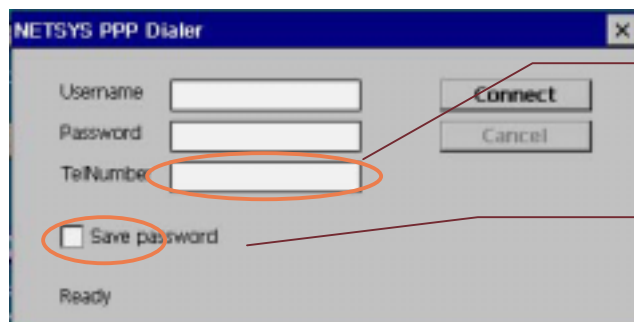 NETSYS PPP Dialer
Username
Connect
Password
Cancel
TelNumber
Save password
Ready